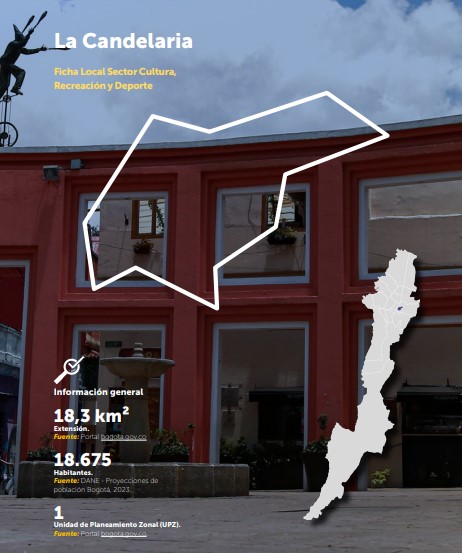 La Candelaria
Ficha Local Sector Cultura,
Recreación y Deporte
Información general
18,3 km²
Extensión.
Fuente: Portal bogota.gov.co
18.675
Habitantes.
Fuente: DANE - Proyecciones de
población Bogotá, 2023.
1
Unidad de Planeamiento Zonal (UPZ).
Fuente: Portal bogota.gov.co